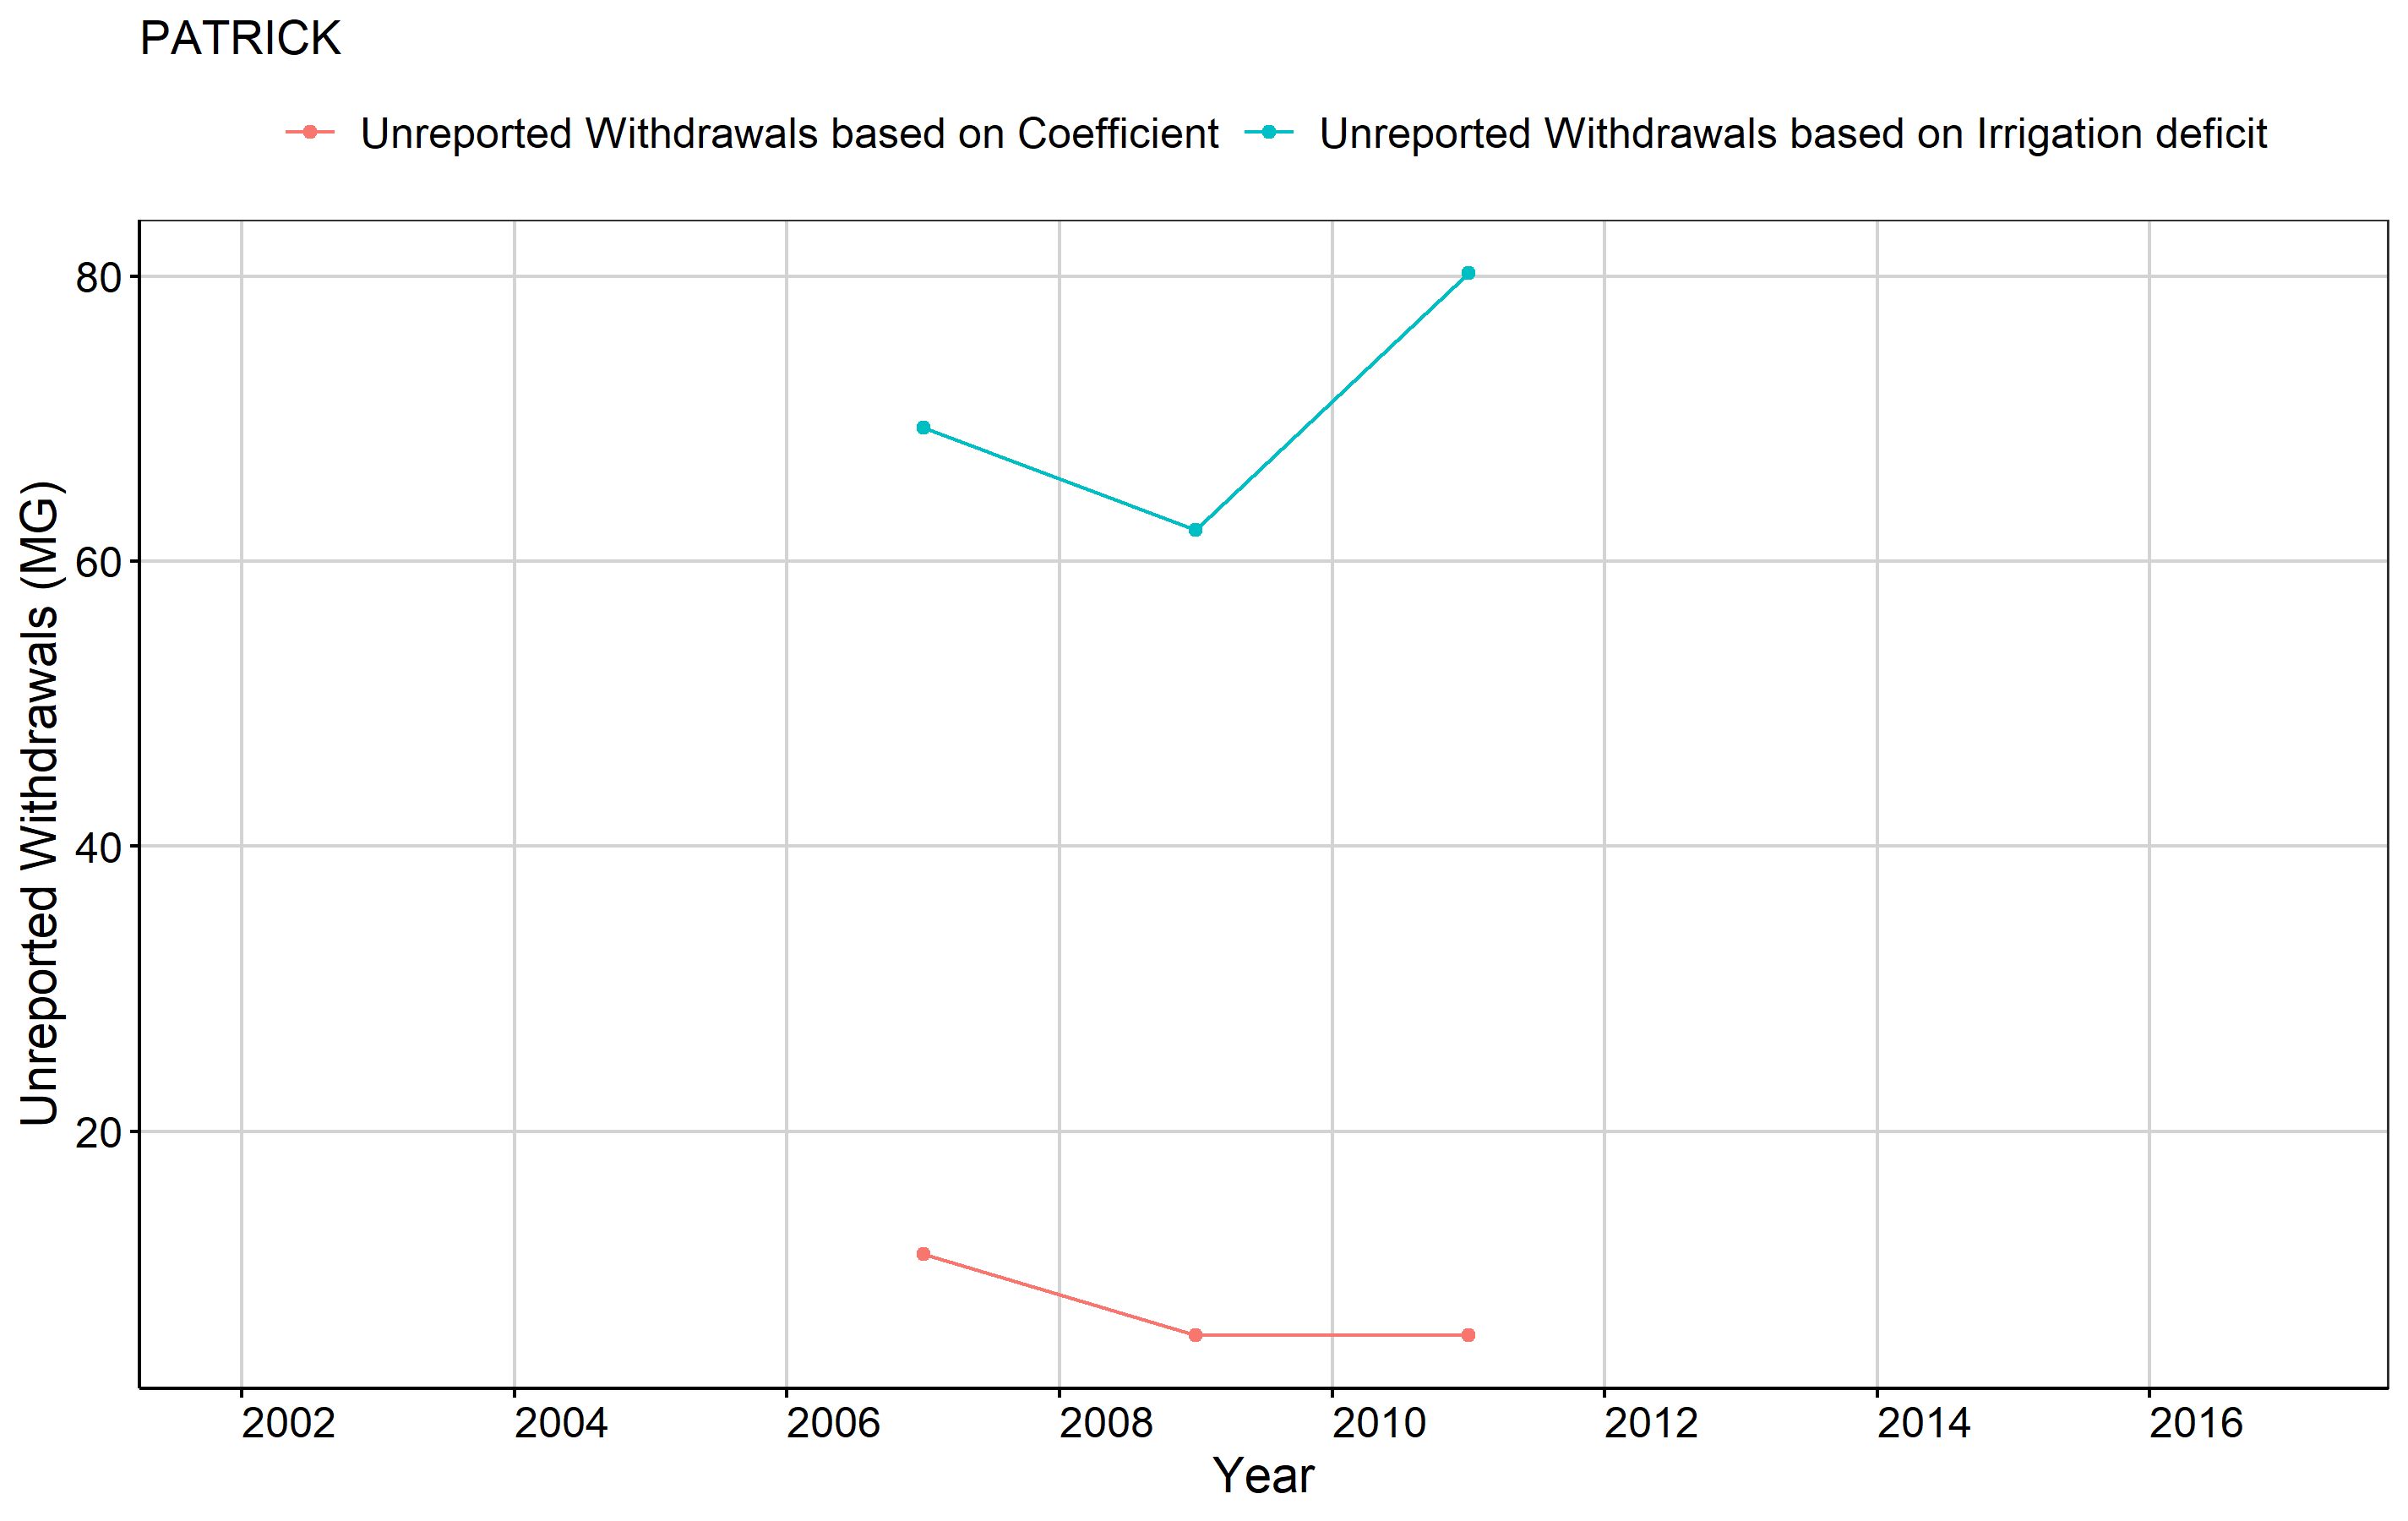 PATRICK
Unreported Withdrawals based on Coefficient Unreported Withdrawals based on Irrigation deficit
Unreported Withdrawals (MG)
80
60
40
20
2002 2004 2006 2008 2010 2012 2014 2016
Year